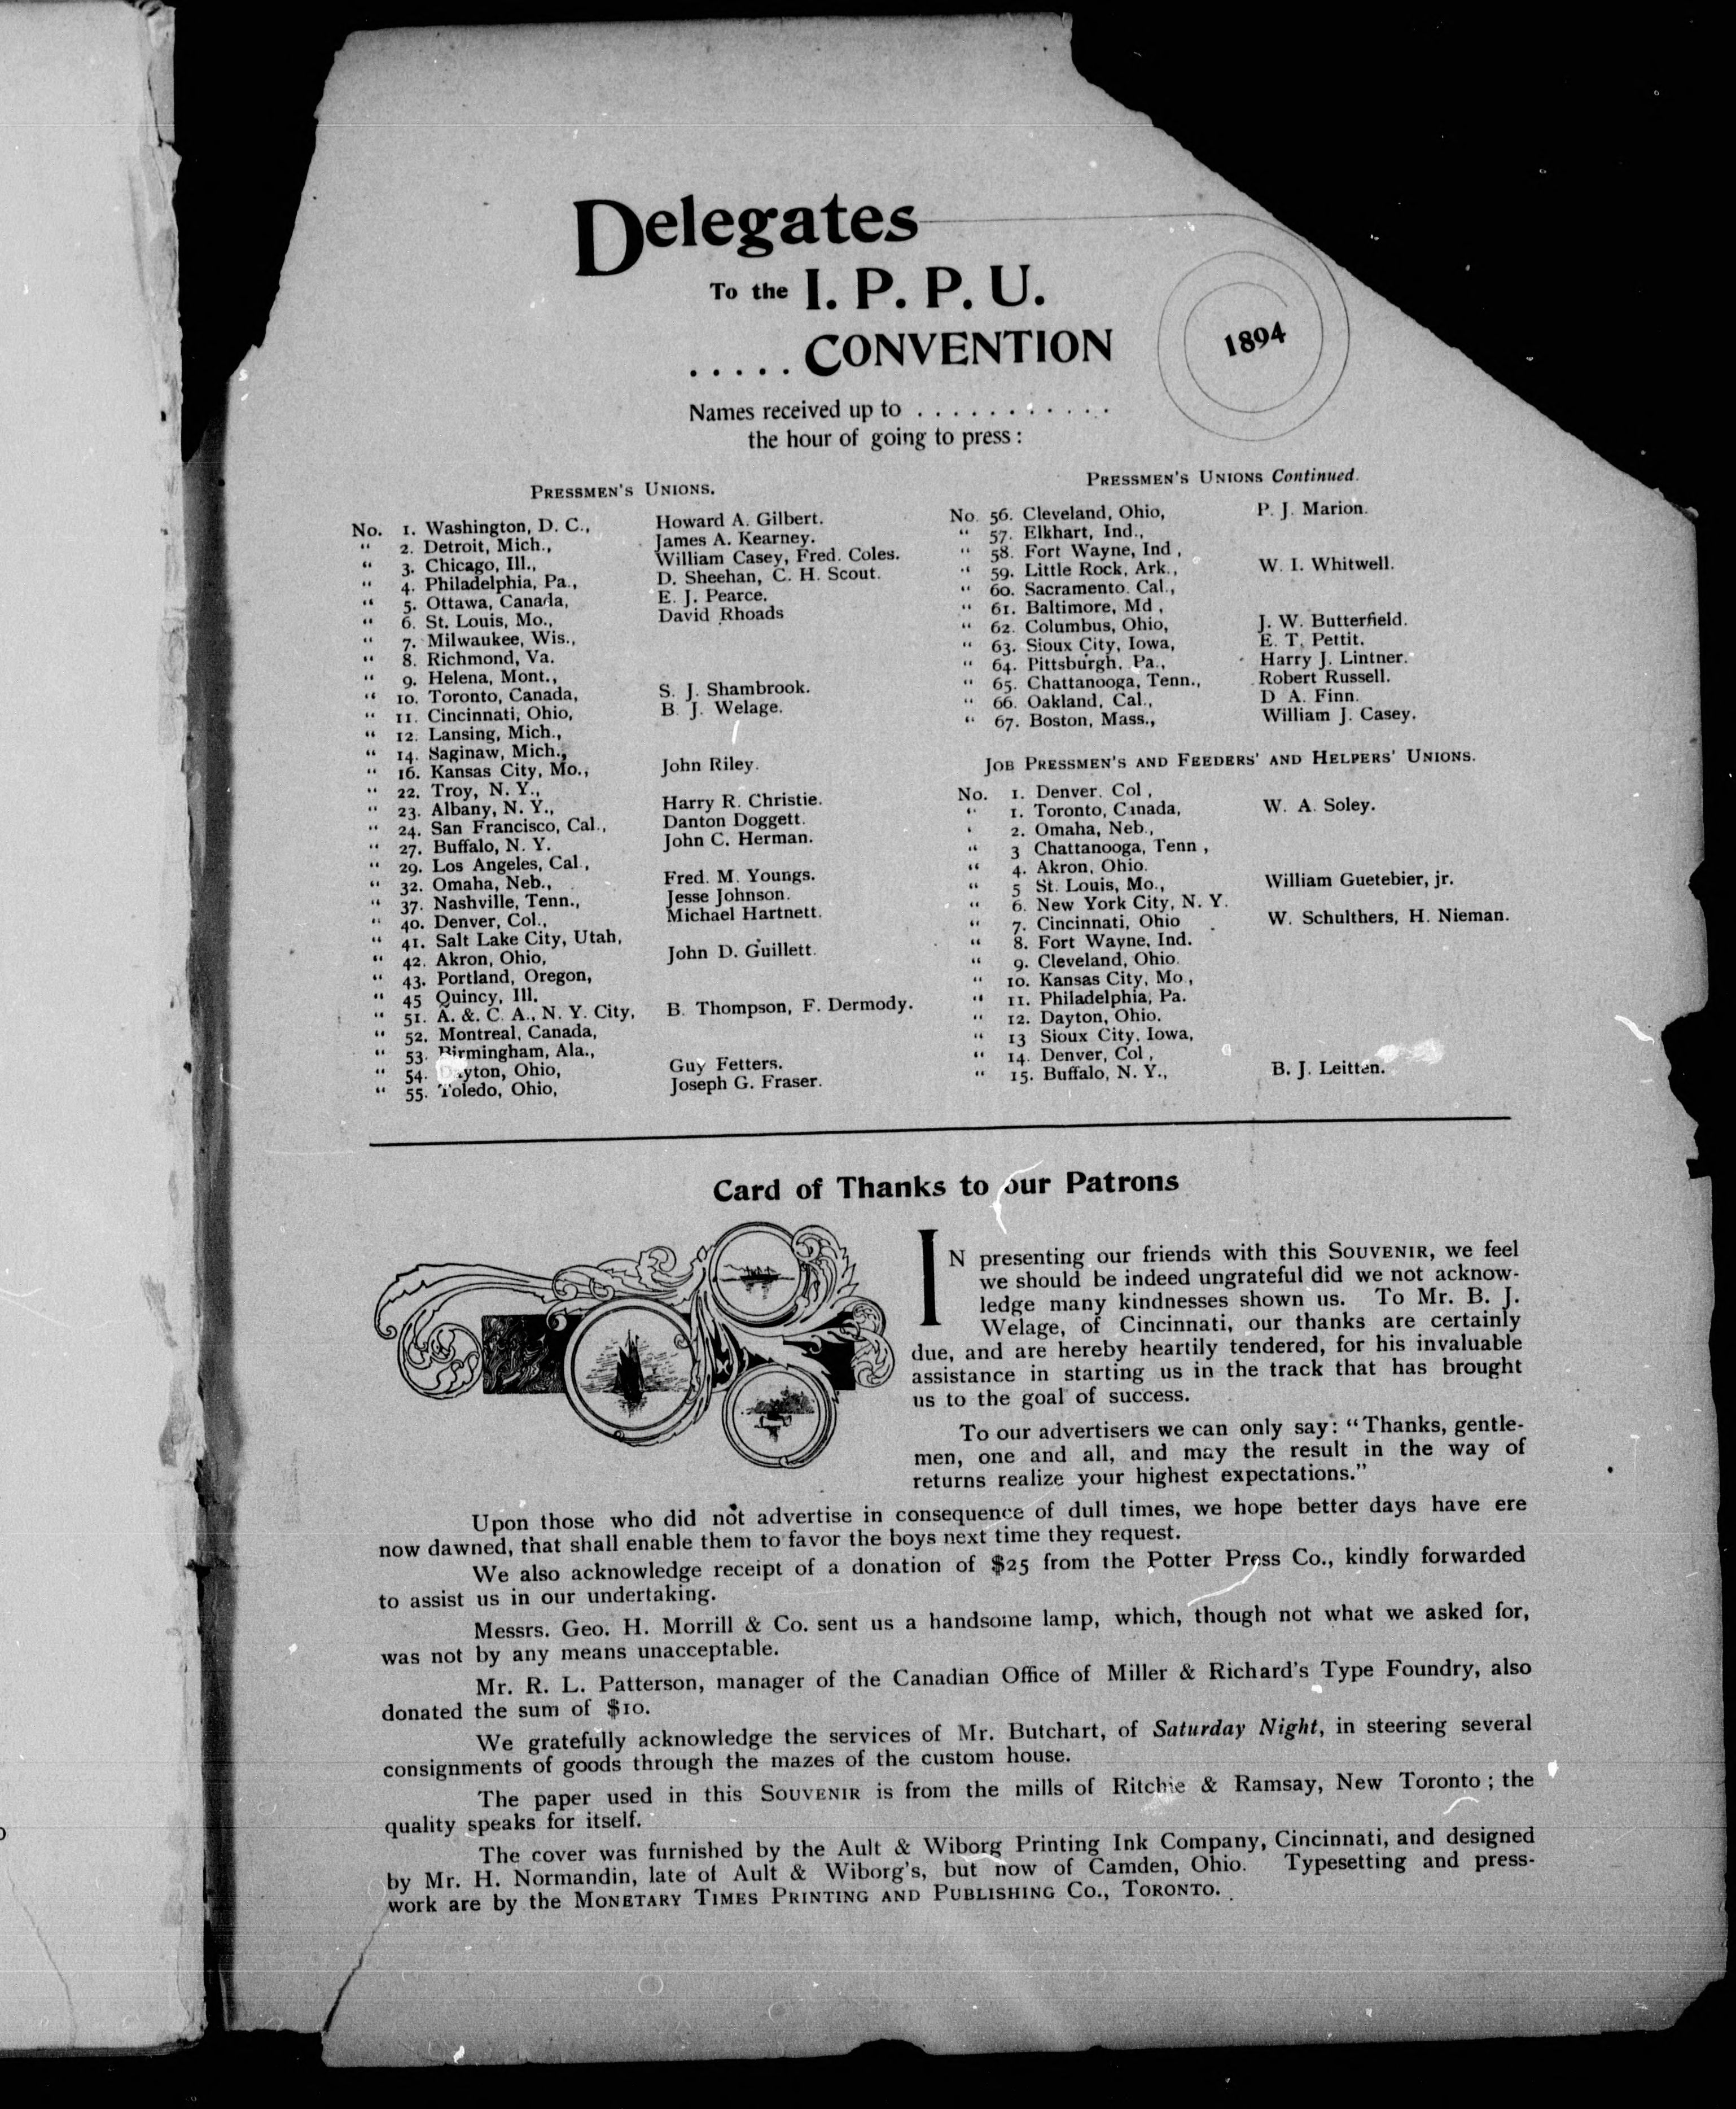 Delegates
To the I. P. P. U.
. . . . . CONVENTION
1894
Names received up to . . . . . . . . . . .
the hour of going to press :
PRESSMEN'S UNIONS.
No. 1. Washington, D. C., Howard A. Gilbert.
" 2. Detroit, Mich., James A. Kearney.
" 3. Chicago, Ill., William Casey, Fred. Coles.
" 4. Philadelphia, Pa., D. Sheehan, C. H. Scout.
" 5. Ottawa, Canada, E. J. Pearce.
" 6. St. Louis, Mo., David Rhoads
" 7. Milwaukee, Wis.,
" 8. Richmond, Va.
" 9. Helena, Mont.,
" 10. Toronto, Canada, S. J. Shambrook.
" 11. Cincinnati, Ohio, B. J. Welage.
" 12. Lansing, Mich.,
" 14. Saginaw, Mich.,
" 16. Kansas City, Mo., John Riley.
" 22. Troy, N. Y.,
" 23. Albany, N. Y., Harry R. Christie.
" 24. San Francisco, Cal., Danton Doggett.
" 27. Buffalo, N. Y. John C. Herman.
" 29. Los Angeles, Cal.,
" 32. Omaha, Neb., Fred. M. Youngs.
" 37. Nashville, Tenn., Jesse Johnson.
" 40. Denver, Col., Michael Hartnett.
" 41. Salt Lake City, Utah,
" 42. Akron, Ohio, John D. Guillett.
" 43. Portland, Oregon,
" 45 Quincy, Ill.
" 51. A. &. C. A., N. Y. City, B. Thompson, F. Dermody.
" 52. Montreal, Canada,
" 53. Birmingham, Ala.,
" 54. Dayton, Ohio, Guy Fetters.
" 55. Toledo, Ohio, Joseph G. Fraser.
PRESSMEN'S UNIONS Continued.
No. 56. Cleveland, Ohio, P. J. Marion.
" 57. Elkhart, Ind.,
" 58. Fort Wayne, Ind ,
" 59. Little Rock, Ark., W. I. Whitwell.
" 60. Sacramento. Cal.,
" 61. Baltimore, Md ,
" 62. Columbus, Ohio, J. W. Butterfield.
" 63. Sioux City, Iowa, E. T. Pettit.
" 64. Pittsburgh, Pa., Harry J. Lintner.
" 65. Chattanooga, Tenn., Robert Russell.
" 66. Oakland, Cal., D A. Finn.
" 67. Boston, Mass., William J. Casey.
JOB PRESSMEN'S AND FEEDERS' AND HELPERS' UNIONS.
No. 1. Denver. Col ,
" 1. Toronto, Canada, W. A. Soley.
' 2. Omaha, Neb.,
" 3 Chattanooga, Tenn ,
" 4. Akron, Ohio.
" 5 St. Louis, Mo., William Guetebier, jr.
" 6. New York City, N. Y.
" 7. Cincinnati, Ohio . W. Schulthers, H. Nieman.
" 8. Fort Wayne, Ind.
" 9. Cleveland, Ohio.
" 10. Kansas City, Mo.,
" 11. Philadelphia, Pa.
" 12. Dayton, Ohio.
" 13 Sioux City, Iowa,
" 14. Denver, Col ,
" 15. Buffalo, N. Y., B. J. Leitten.
Card of Thanks to our Patrons
IN presenting our friends with this SOUVENIR, we feel
we should be indeed ungrateful did we not acknow-
ledge many kindnesses shown us. To Mr. B. J.
Welage, of Cincinnati, our thanks are certainly
due, and are hereby heartily tendered, for his invaluable
assistance in starting us in the track that has brought
us to the goal of success.
To our advertisers we can only say: "Thanks, gentle-
men, one and all, and may the result in the way of
returns realize your highest expectations."
Upon those who did not advertise in consequence of dull times, we hope better days have ere
now dawned, that shall enable them to favor the boys next time they request.
We also acknowledge receipt of a donation of $25 from the Potter Press Co., kindly forwarded
to assist us in our undertaking.
Messrs. Geo. H. Morrill & Co. sent us a handsome lamp, which, though not what we asked for,
was not by any means unacceptable.
Mr. R. L. Patterson, manager of the Canadian Office of Miller & Richard's Type Foundry, also
donated the sum of $10.
We gratefully acknowledge the services of Mr. Butchart, of Saturday Night, in steering several
consignments of goods through the mazes of the custom house.
The paper used in this SOUVENIR is from the mills of Ritchie & Ramsay, New Toronto ; the
quality speaks for itself.
The cover was furnished by the Ault & Wiborg Printing Ink Company, Cincinnati, and designed
by Mr. H. Normandin, late of Ault & Wiborg's, but now of Camden, Ohio. Typesetting and press-
work are by the MONETARY TIMES PRINTING AND PUBLISHING CO., TORONTO.